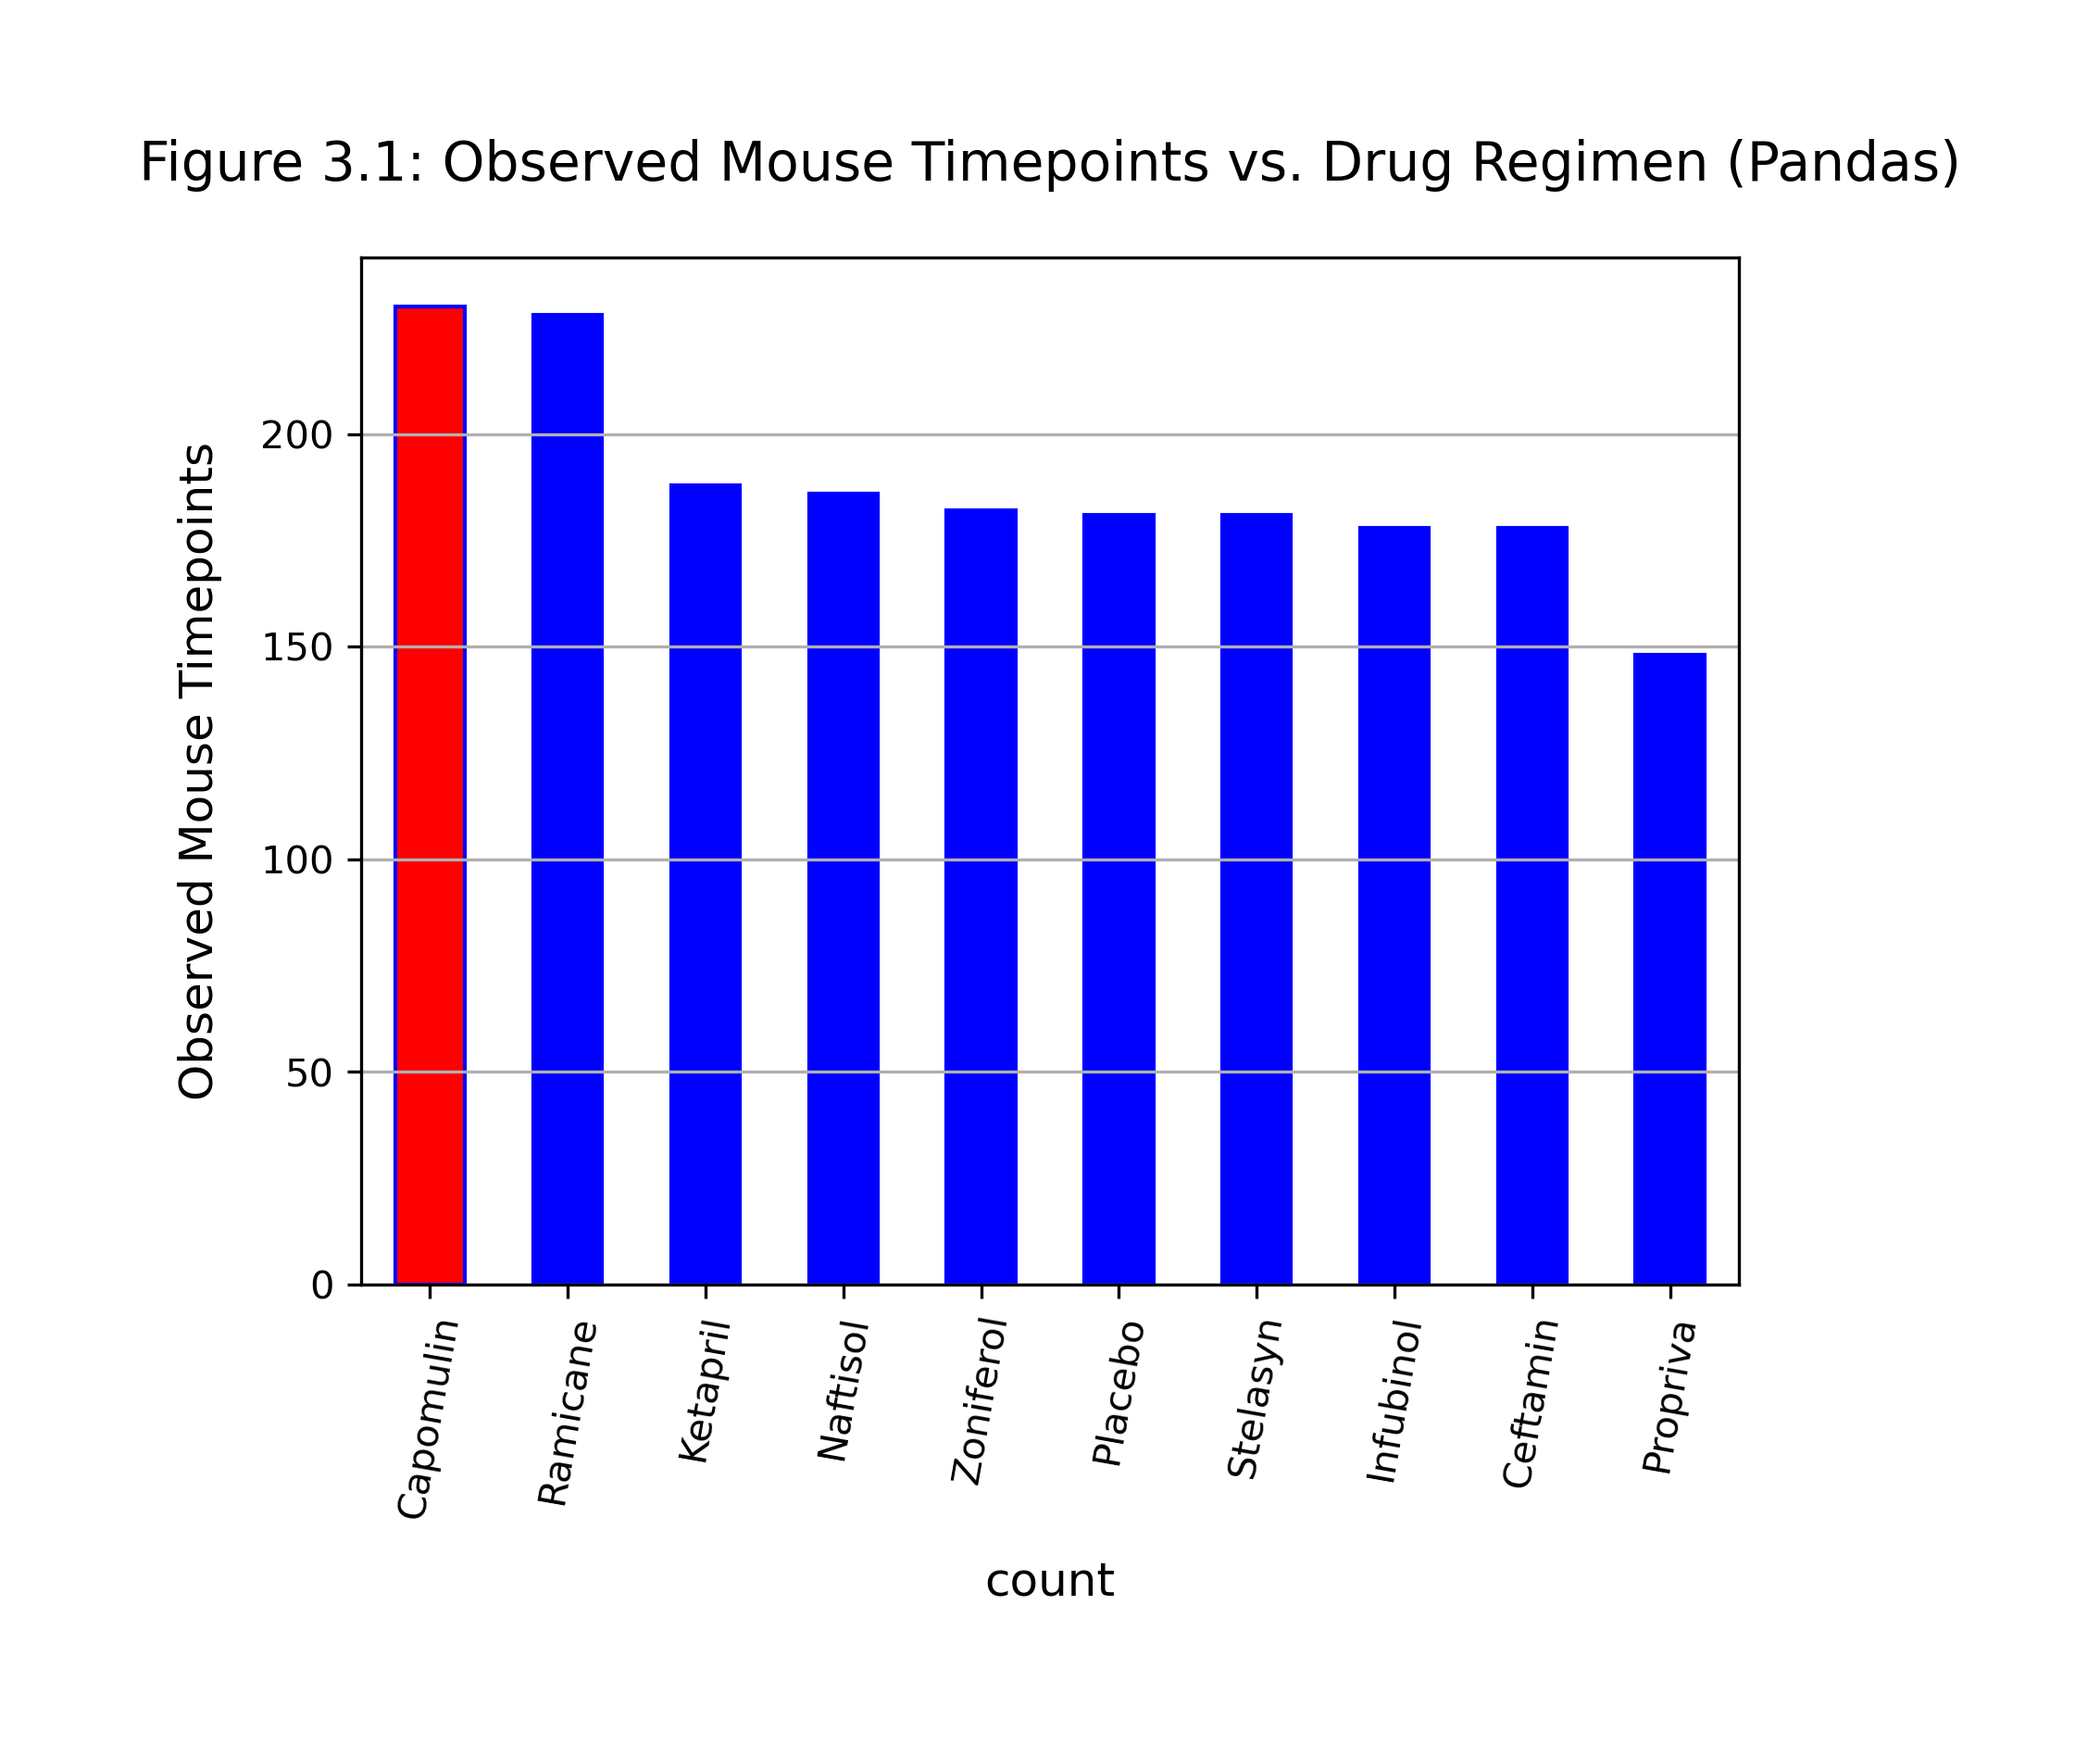 Figure 3.1: Observed Mouse Timepoints vs. Drug Regimen (Pandas)
Observed Mouse Timepoints
200
150
100
50
0
Capomulin
Ramicane
Ketapril
Naftisol
Zoniferol
Placebo
Stelasyn
Infubinol
Ceftamin
Propriva
count